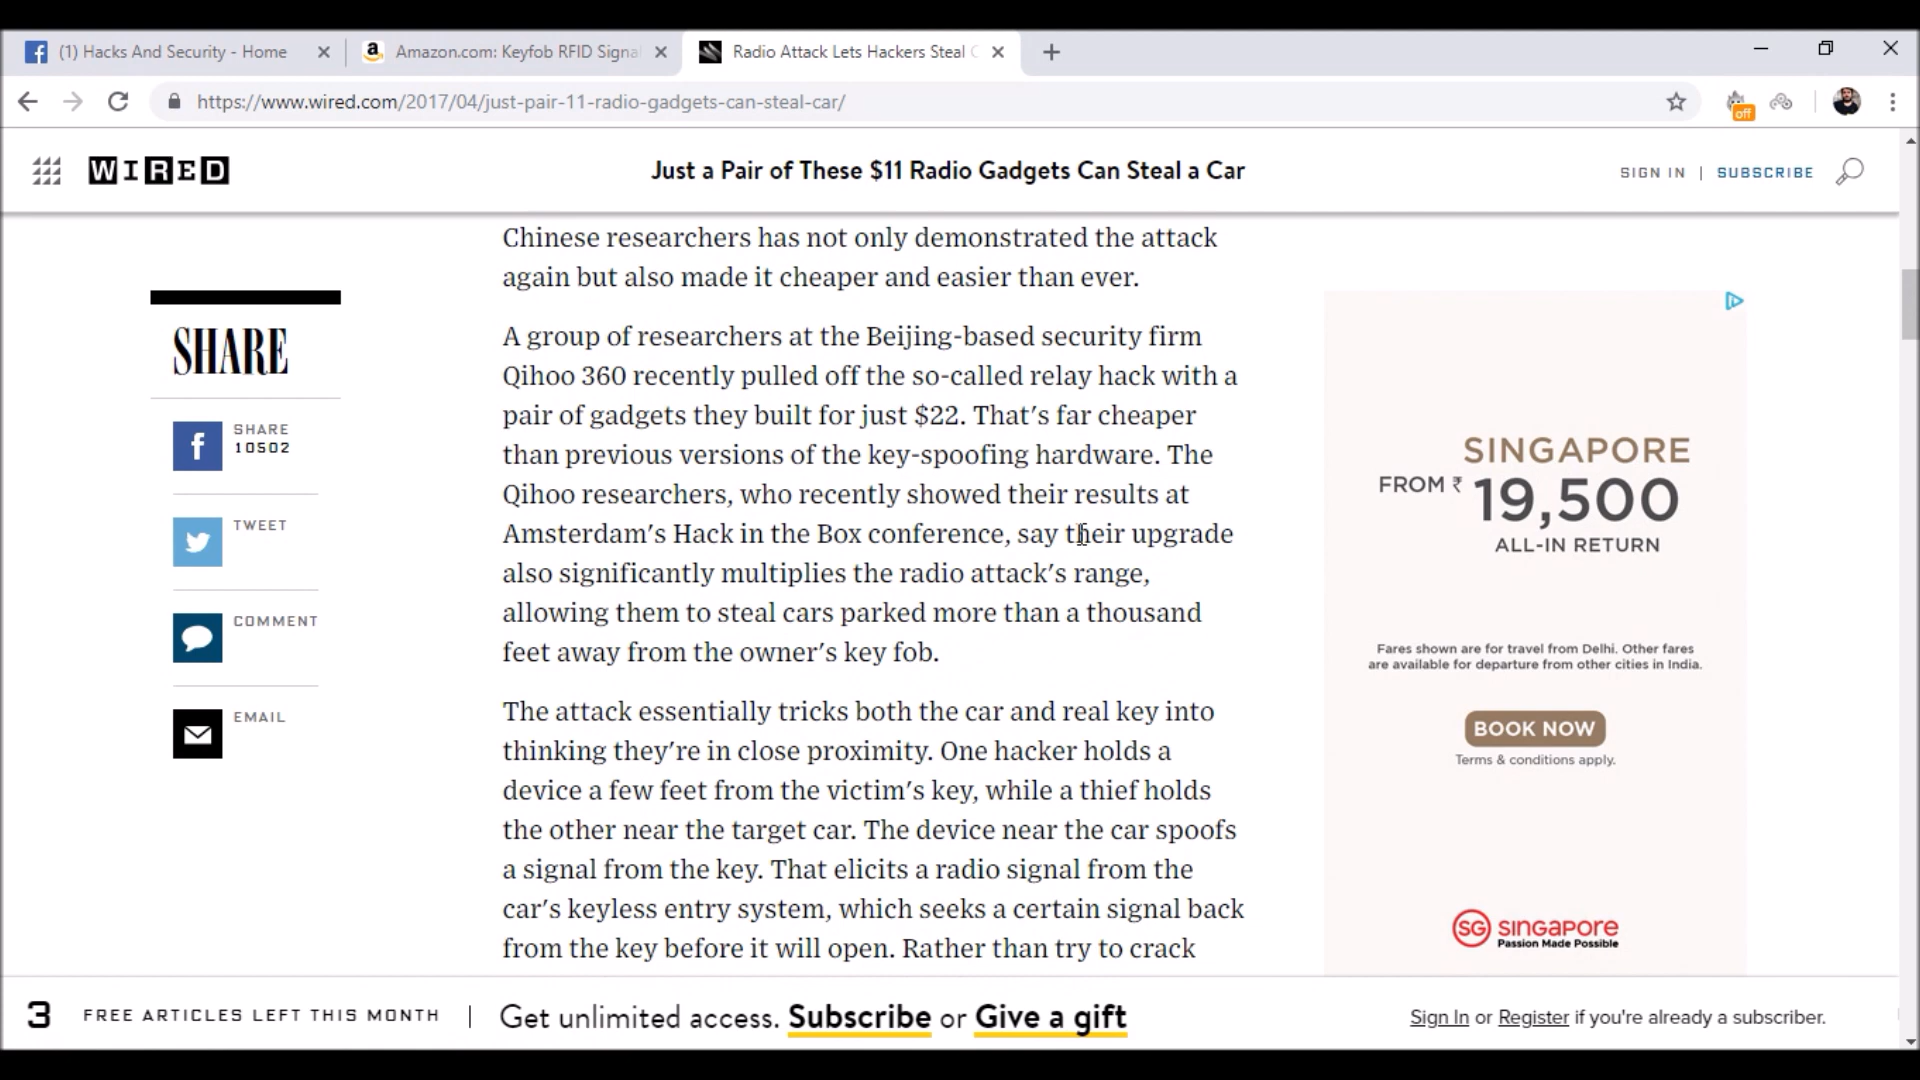 (1) Hacks And Security - Home
Amazon.com: Keyfob RFID Signa
Radio Attack Lets Hackers Steal C
https://www.wired.com/2017/04/just-pair-11-radio-gadgets-can-steal-car/
off
WIRED
Just a Pair of These $11 Radio Gadgets Can Steal a Car
SIGN IN | SUBSCRIBE
Chinese researchers has not only demonstrated the attack
again but also made it cheaper and easier than ever.
A group of researchers at the Beijing-based security firm
Qihoo 360 recently pulled off the so-called relay hack with a
pair of gadgets they built for just $22. That's far cheaper
than previous versions of the key-spoofing hardware. The
Qihoo researchers, who recently showed their results at
Amsterdam's Hack in the Box conference, say their upgrade
also significantly multiplies the radio attack's range,
allowing them to steal cars parked more than a thousand
feet away from the owner's key fob.
The attack essentially tricks both the car and real key into
thinking they're in close proximity. One hacker holds a
device a few feet from the victim's key, while a thief holds
the other near the target car. The device near the car spoofs
a signal from the key. That elicits a radio signal from the
car's keyless entry system, which seeks a certain signal back
from the key before it will open. Rather than try to crack
SHARE
SHARE
10502
TWEET
COMMENT
EMAIL
SINGAPORE
FROM ₹ 19,500
ALL-IN RETURN
Fares shown are for travel from Delhi. Other fares
are available for departure from other cities in India.
BOOK NOW
Terms & conditions apply.
SG singapore
Passion Made Possible
3 FREE ARTICLES LEFT THIS MONTH | Get unlimited access. Subscribe or Give a gift
Sign In or Register if you're already a subscriber.